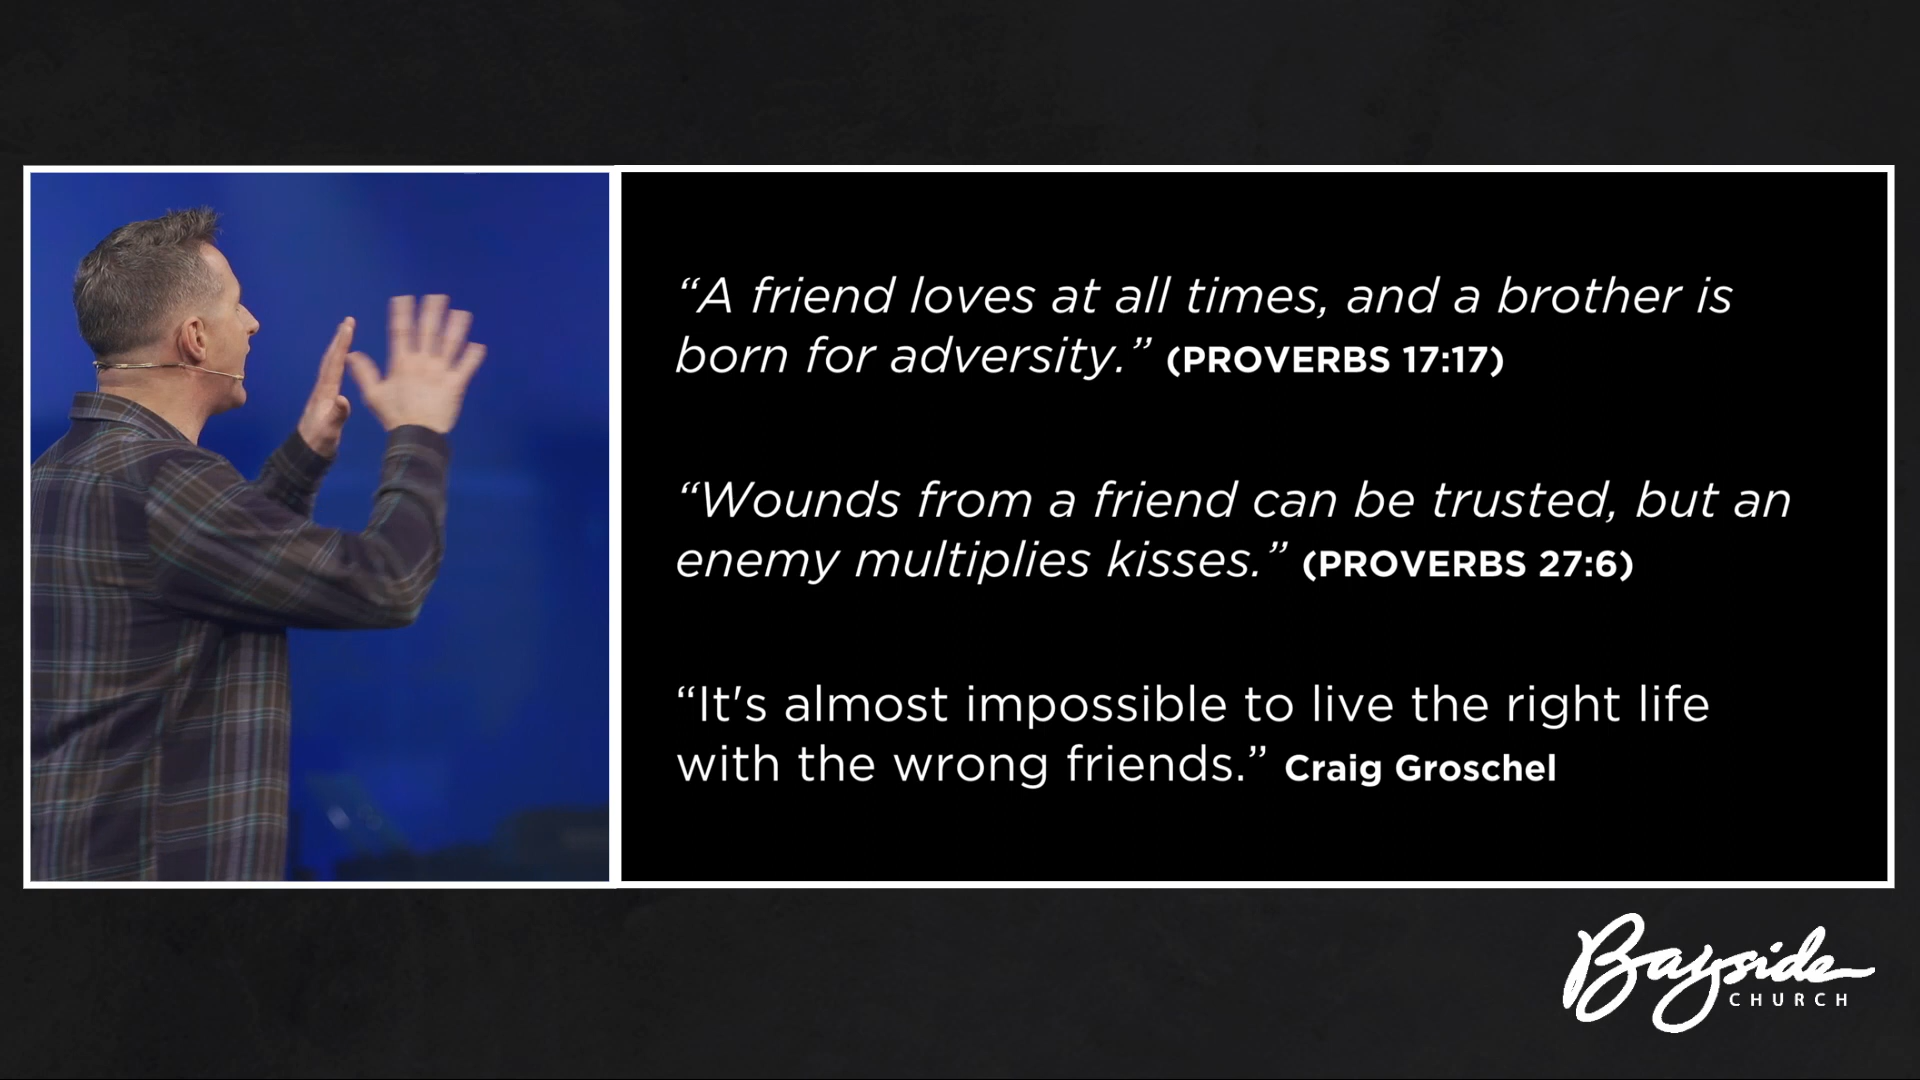 “A friend loves at all times, and a brother is
born for adversity.” (PROVERBS 17:17)
“Wounds from a friend can be trusted, but an
enemy multiplies kisses.” (PROVERBS 27:6)
“It's almost impossible to live the right life
with the wrong friends.” Craig Groschel
Bayside
CHURCH